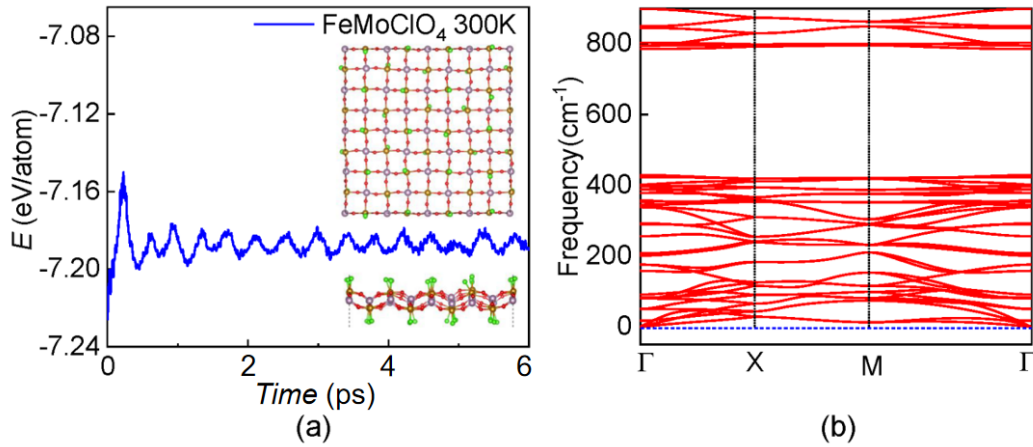 FeMoClO₄ 300K
E (eV/atom)
-7.08
-7.12
-7.16
-7.20
-7.24
0
2
4
6
Time (ps)
(a)
Frequency(cm⁻¹)
800
600
400
200
0
Γ
X
M
Γ
(b)